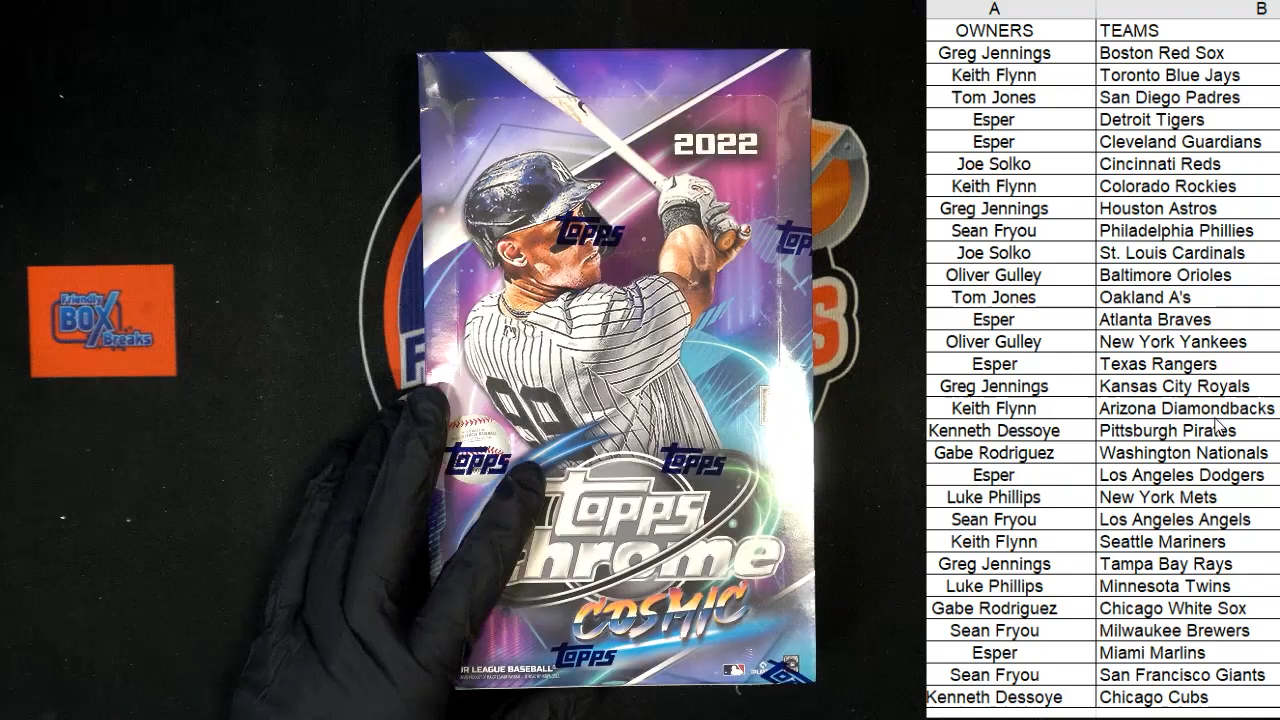 Friendly
BOX
Breaks
2022
Topps
Topps
99
Topps
Topps
Topps
Chrome
COSMIC
Topps
R LEAGUE BASEBALL
A B
OWNERS TEAMS
Greg Jennings Boston Red Sox
Keith Flynn Toronto Blue Jays
Tom Jones San Diego Padres
Esper Detroit Tigers
Esper Cleveland Guardians
Joe Solko Cincinnati Reds
Keith Flynn Colorado Rockies
Greg Jennings Houston Astros
Sean Fryou Philadelphia Phillies
Joe Solko St. Louis Cardinals
Oliver Gulley Baltimore Orioles
Tom Jones Oakland A's
Esper Atlanta Braves
Oliver Gulley New York Yankees
Esper Texas Rangers
Greg Jennings Kansas City Royals
Keith Flynn Arizona Diamondbacks
Kenneth Dessoye Pittsburgh Pirates
Gabe Rodriguez Washington Nationals
Esper Los Angeles Dodgers
Luke Phillips New York Mets
Sean Fryou Los Angeles Angels
Keith Flynn Seattle Mariners
Greg Jennings Tampa Bay Rays
Luke Phillips Minnesota Twins
Gabe Rodriguez Chicago White Sox
Sean Fryou Milwaukee Brewers
Esper Miami Marlins
Sean Fryou San Francisco Giants
Kenneth Dessoye Chicago Cubs